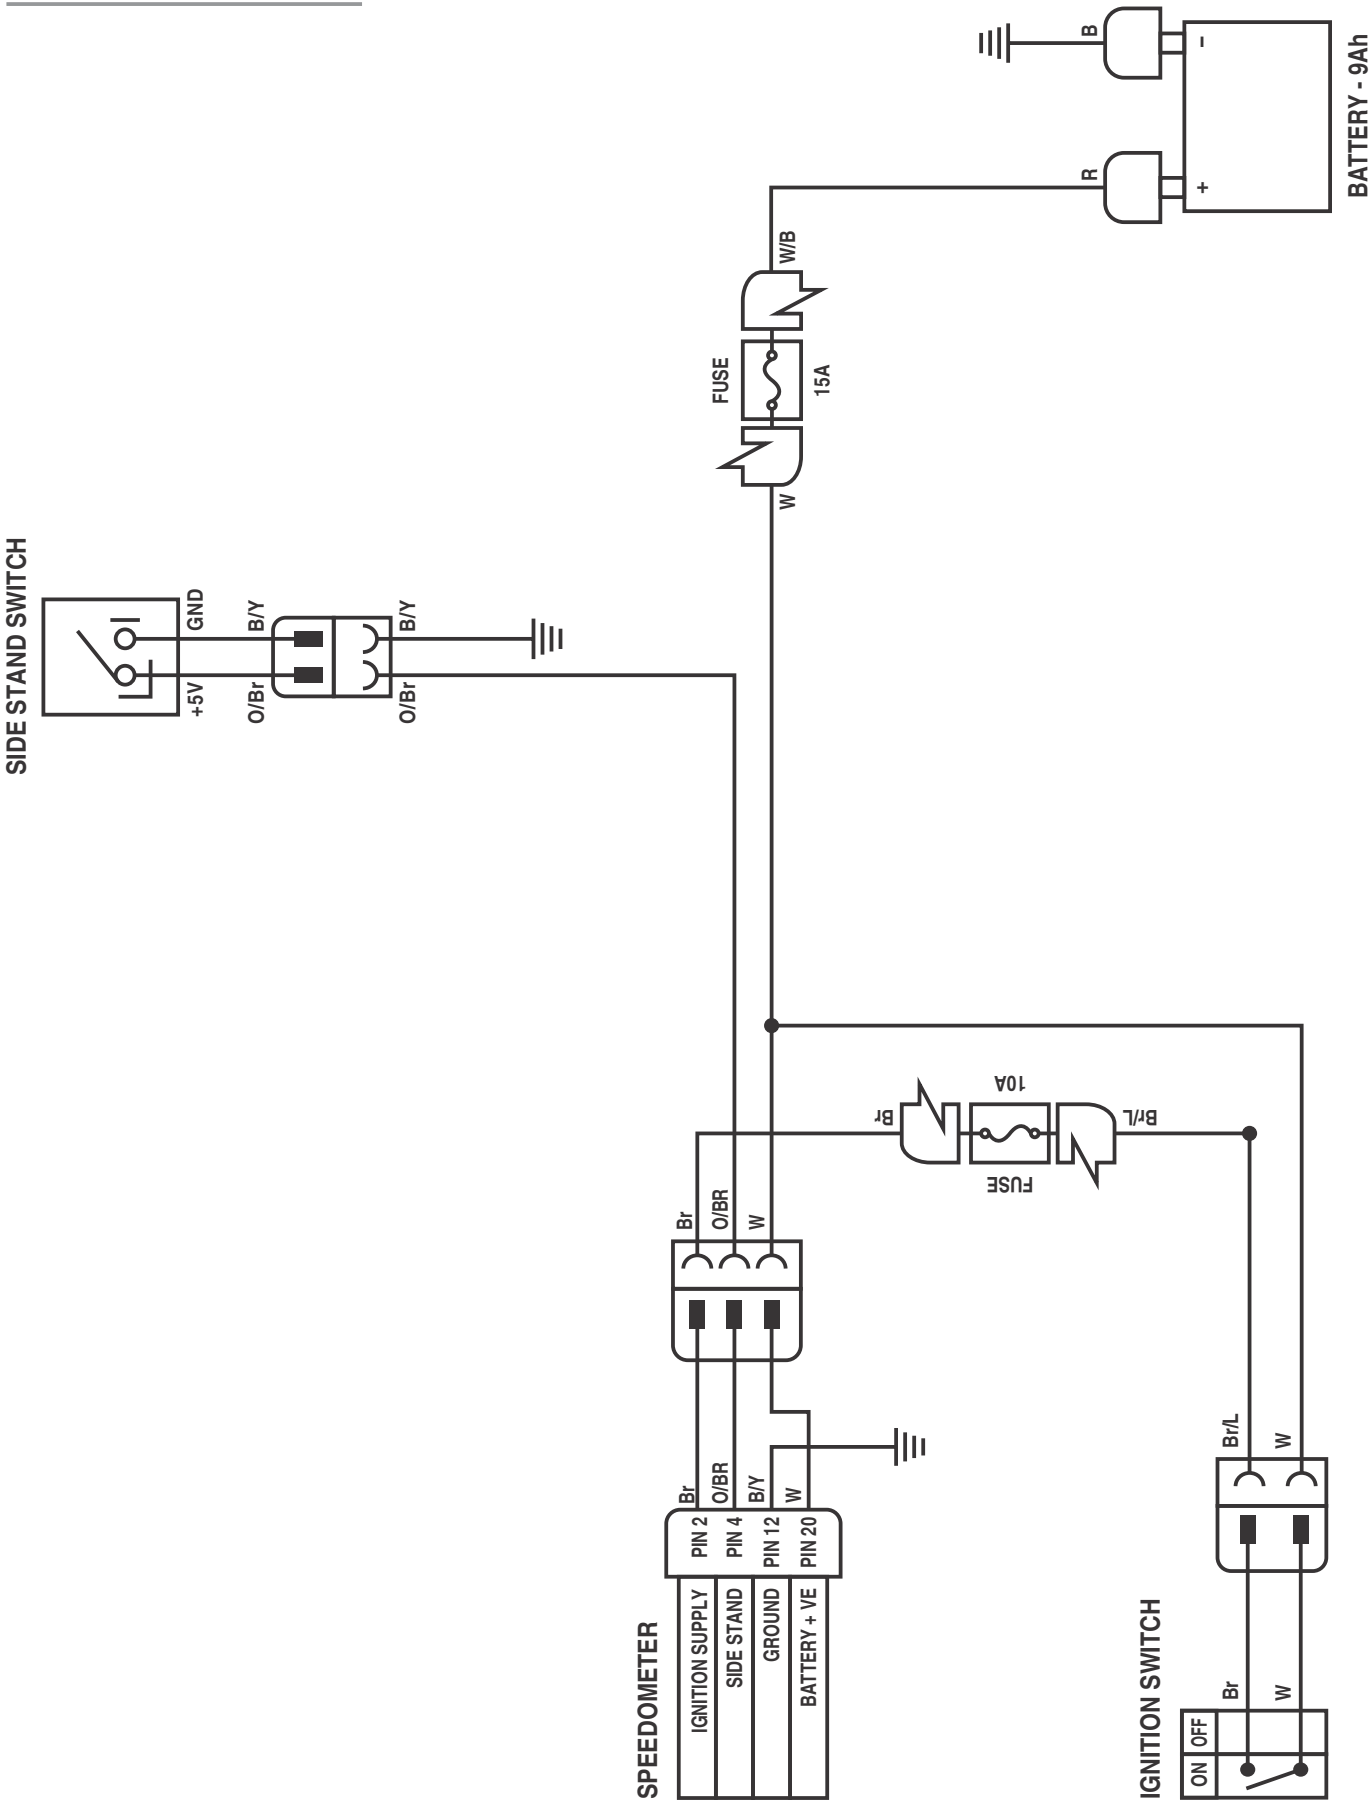 SIDE STAND SWITCH
+5V
GND
O/Br
B/Y
O/Br
B/Y
BATTERY - 9Ah
+
-
R
B
FUSE
15A
W/B
W
Br
10A
FUSE
Br/L
Br
O/BR
W
SPEEDOMETER
IGNITION SUPPLY
SIDE STAND
GROUND
BATTERY + VE
PIN 2
PIN 4
PIN 12
PIN 20
Br
O/BR
B/Y
W
IGNITION SWITCH
ON
OFF
Br
W
Br/L
W